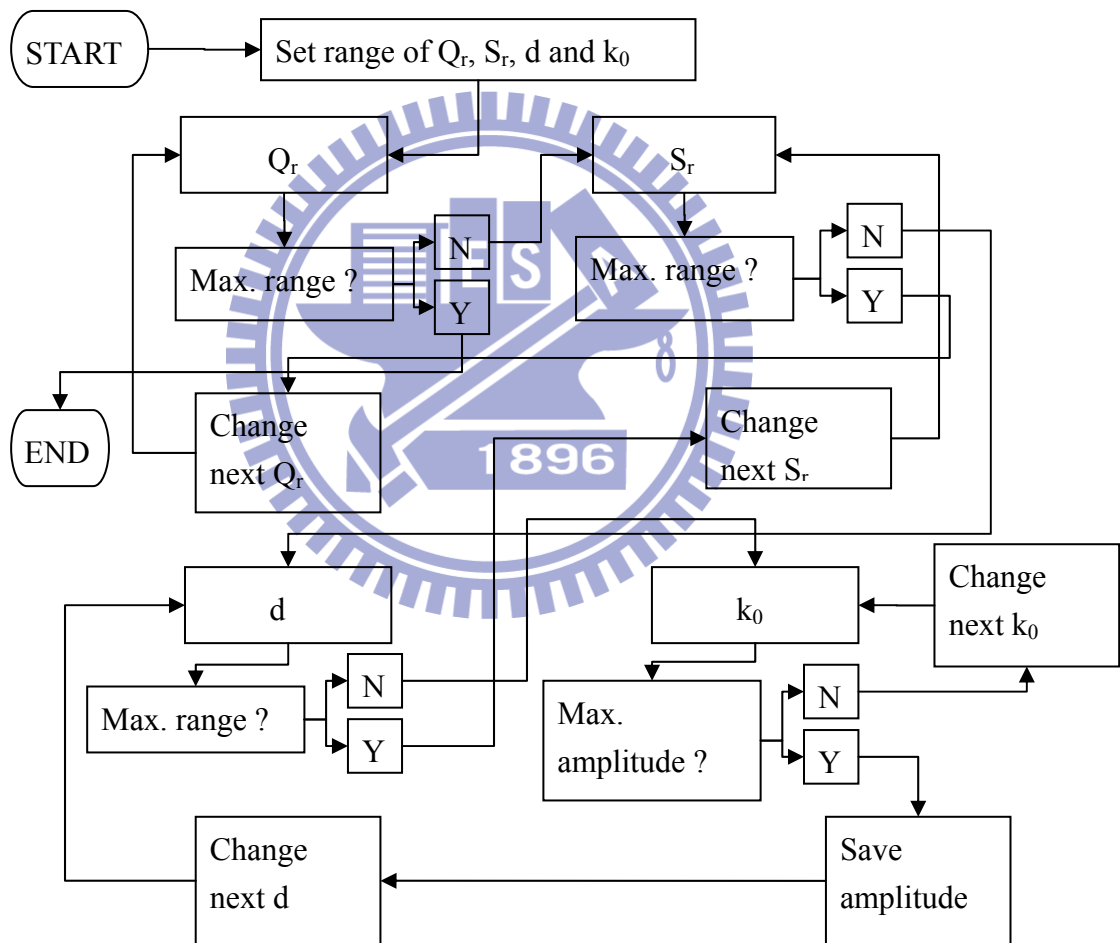 START
Set range of Qr, Sr, d and k0
Qr
Sr
Max. range ?
N
Y
Max. range ?
N
Y
END
Change
next Qr
Change
next Sr
ES
A
1896
d
k0
Change
next k0
Max. range ?
N
Y
Max.
amplitude ?
N
Y
Change
next d
Save
amplitude